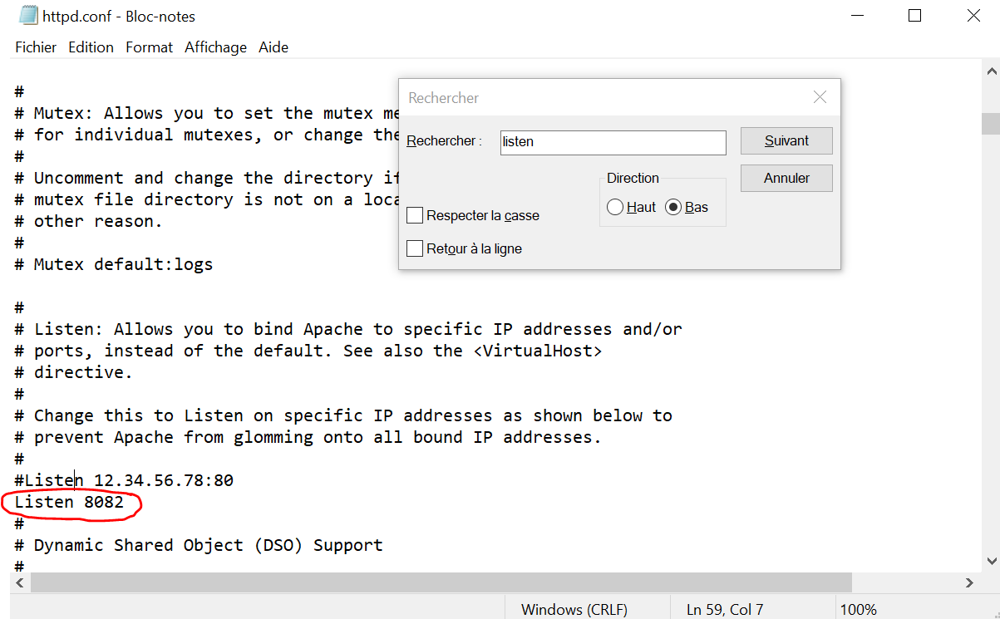 httpd.conf - Bloc-notes
Fichier Edition Format Affichage Aide
#
# Mutex: Allows you to set the mutex me
# for individual mutexes, or change the
#
# Uncomment and change the directory if
# mutex file directory is not on a loca
# other reason.
#
# Mutex default:logs
Rechercher
Rechercher :
listen
Suivant
Annuler
Direction
Haut Bas
Respecter la casse
Retour à la ligne
#
# Listen: Allows you to bind Apache to specific IP addresses and/or
# ports, instead of the default. See also the <VirtualHost>
# directive.
#
# Change this to Listen on specific IP addresses as shown below to
# prevent Apache from glomming onto all bound IP addresses.
#
#Listen 12.34.56.78:80
Listen 8082
#
# Dynamic Shared Object (DSO) Support
#
Windows (CRLF) Ln 59, Col 7 100%